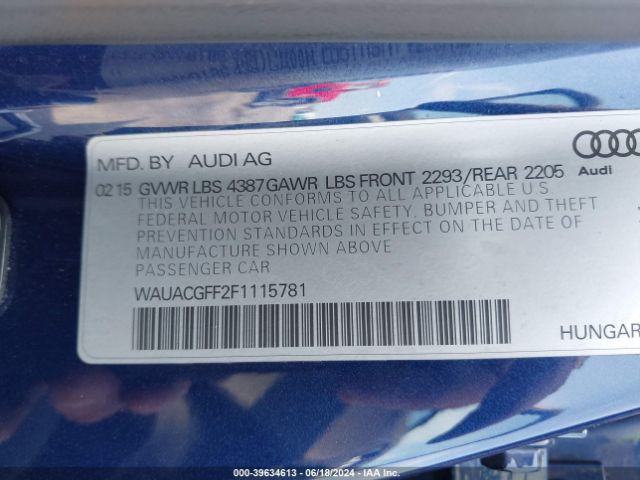 MFD. BY AUDI AG
Audi
02 15 GVWR LBS 4387 GAWR LBS FRONT 2293/REAR 2205
THIS VEHICLE CONFORMS TO ALL APPLICABLE U.S
FEDERAL MOTOR VEHICLE SAFETY, BUMPER AND THEFT
PREVENTION STANDARDS IN EFFECT ON THE DATE OF
MANUFACTURE SHOWN ABOVE
PASSENGER CAR
WAUACGFF2F1115781
HUNGAR
000-39634613 - 06/18/2024 - IAA Inc.